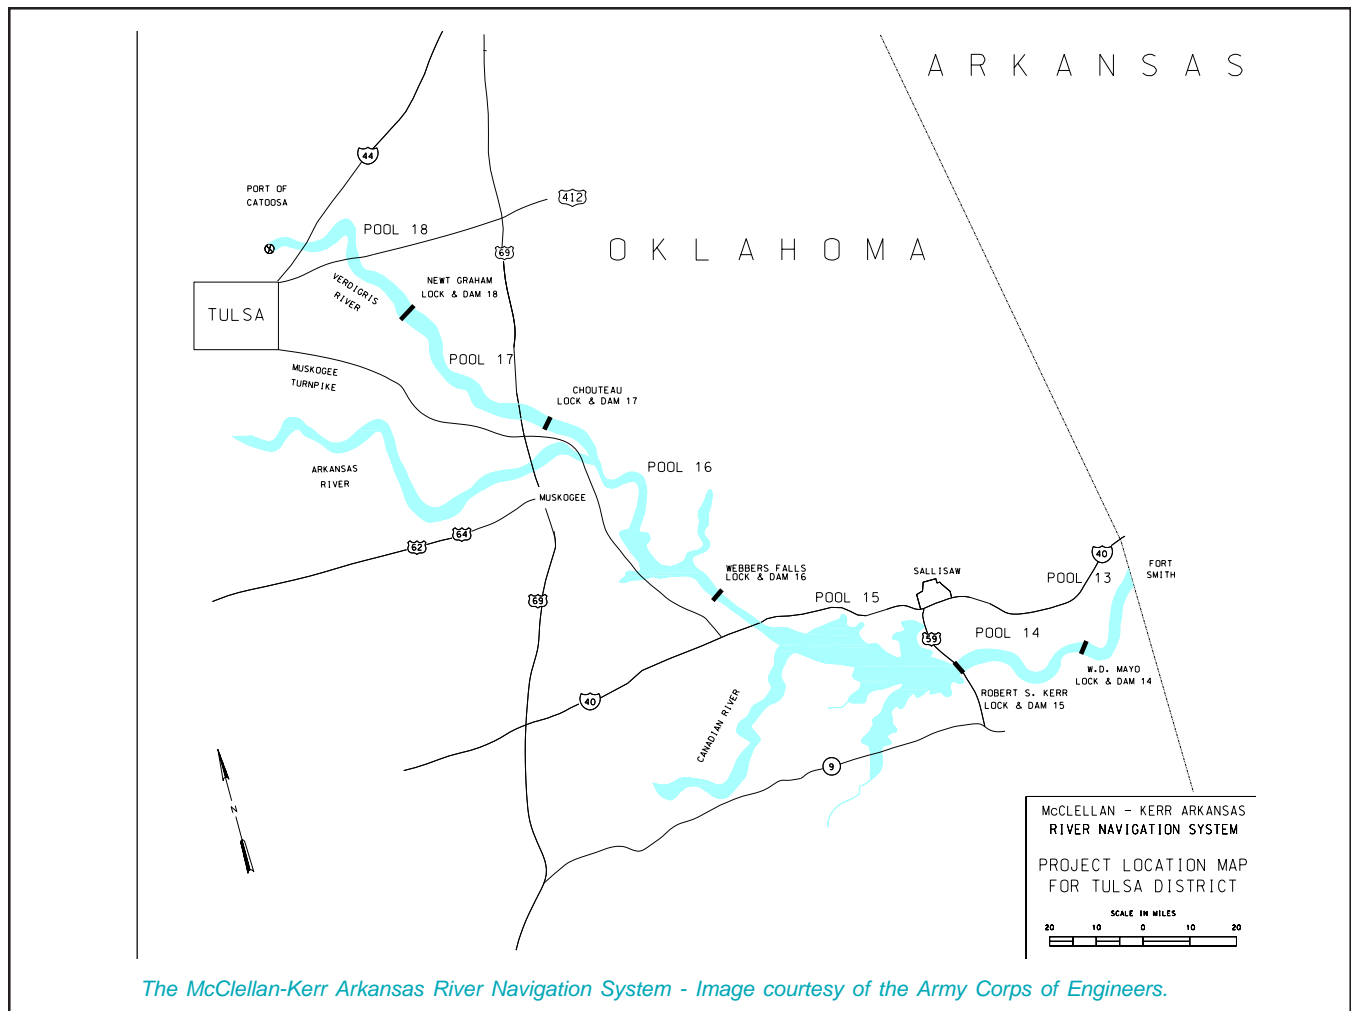 ARKANSAS
44
PORT OF
CATOOSA
412
POOL 18
OKLAHOMA
69
VERDIGRIS
RIVER
NEWT GRAHAM
LOCK & DAM 18
TULSA
POOL 17
MUSKOGEE
TURNPIKE
CHOUTEAU
LOCK & DAM 17
ARKANSAS
RIVER
POOL 16
MUSKOGEE
64
62
40
FORT
SMITH
WEBBERS FALLS
LOCK & DAM 16
SALLISAW
POOL 13
69
POOL 15
59
POOL 14
W.D. MAYO
LOCK & DAM 14
ROBERT S. KERR
LOCK & DAM 15
40
CANADIAN RIVER
9
N
McCLELLAN - KERR ARKANSAS
RIVER NAVIGATION SYSTEM
PROJECT LOCATION MAP
FOR TULSA DISTRICT
SCALE IN MILES
20 10 0 10 20
The McClellan-Kerr Arkansas River Navigation System - Image courtesy of the Army Corps of Engineers.